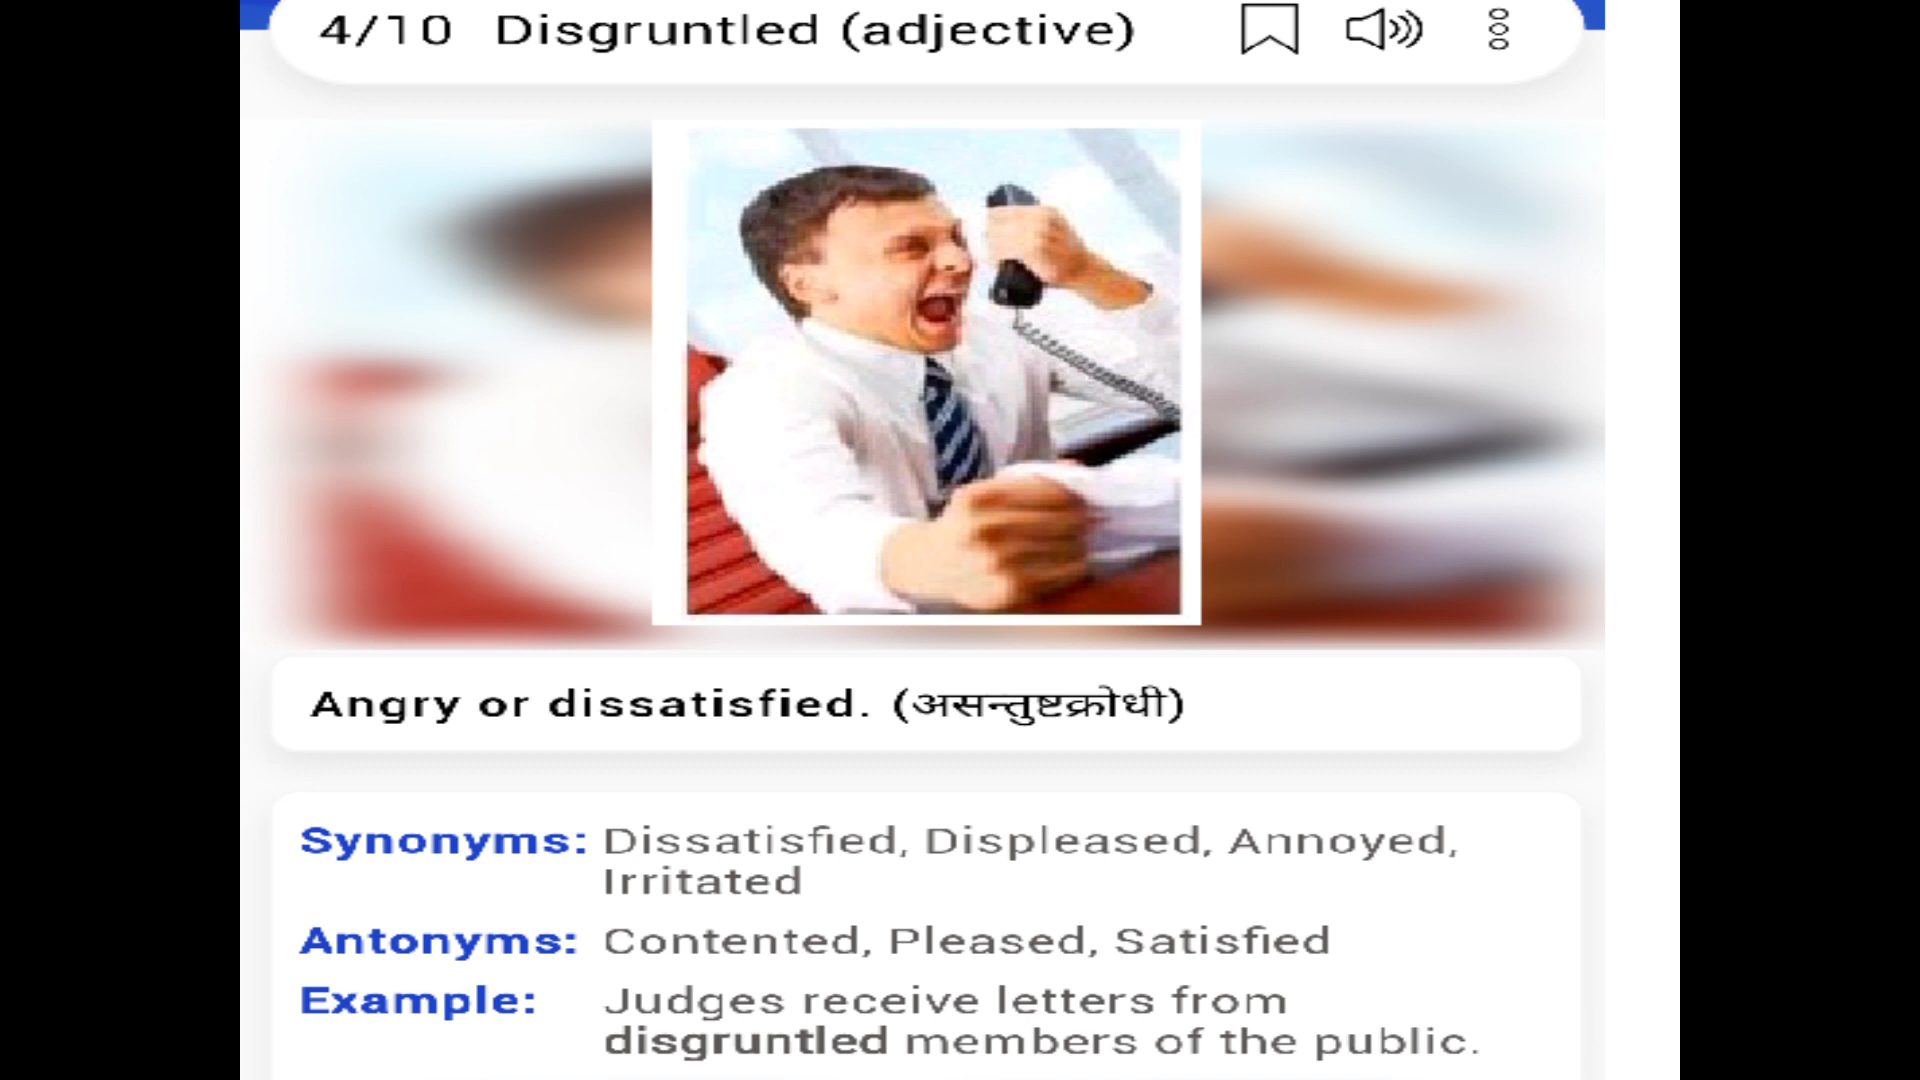 4/10 Disgruntled (adjective)
Angry or dissatisfied. (असन्तुष्टक्रोधी)
Synonyms: Dissatisfied, Displeased, Annoyed,
Irritated
Antonyms: Contented, Pleased, Satisfied
Example: Judges receive letters from
disgruntled members of the public.